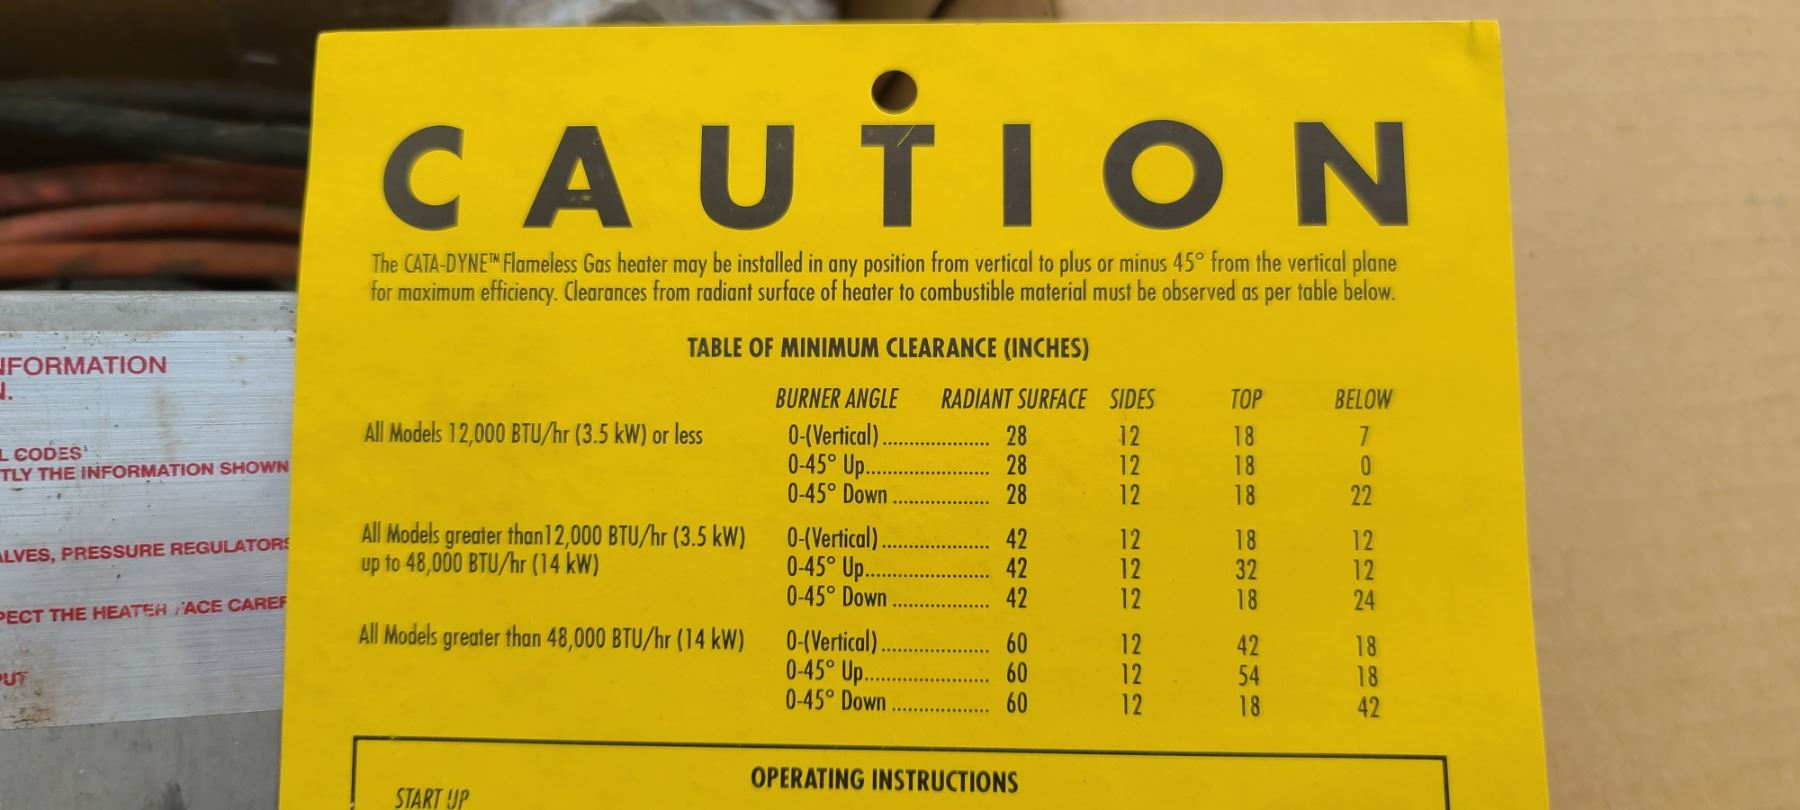 CAUTION
The CATA-DYNE™ Flameless Gas heater may be installed in any position from vertical to plus or minus 45° from the vertical plane
for maximum efficiency. Clearances from radiant surface of heater to combustible material must be observed as per table below.
TABLE OF MINIMUM CLEARANCE (INCHES)
BURNER ANGLE RADIANT SURFACE SIDES TOP BELOW
All Models 12,000 BTU/hr (3.5 kW) or less 0-(Vertical) 28 12 18 7
0-45° Up 28 12 18 0
0-45° Down 28 12 18 22
All Models greater than12,000 BTU/hr (3.5 kW) 0-(Vertical) 42 12 18 12
up to 48,000 BTU/hr (14 kW) 0-45° Up 42 12 32 12
0-45° Down 42 12 18 24
All Models greater than 48,000 BTU/hr (14 kW) 0-(Vertical) 60 12 42 18
0-45° Up 60 12 54 18
0-45° Down 60 12 18 42
OPERATING INSTRUCTIONS
START UP
NFORMATION
N.
L CODES
TLY THE INFORMATION SHOWN
ALVES, PRESSURE REGULATORS
PECT THE HEATER ACE CAREF
PUT